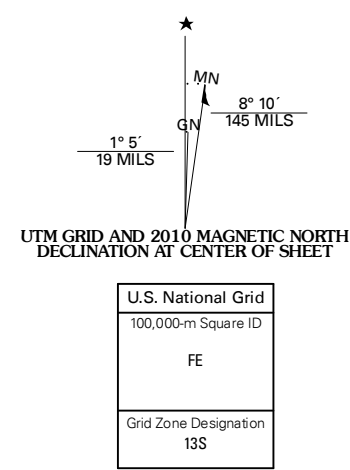 MN
8° 10´
145 MILS
GN
1° 5´
19 MILS
UTM GRID AND 2010 MAGNETIC NORTH
DECLINATION AT CENTER OF SHEET
U.S. National Grid
100,000-m Square ID
FE
Grid Zone Designation
13S